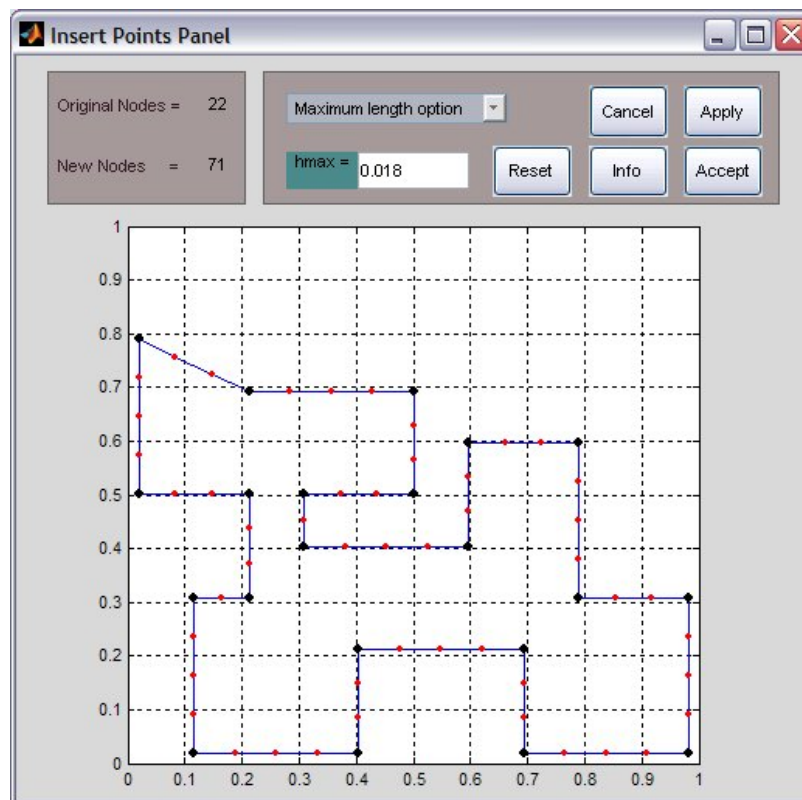 Insert Points Panel
Original Nodes = 22
New Nodes = 71
Maximum length option
Cancel
Apply
hmax =
0.018
Reset
Info
Accept
1
0.9
0.8
0.7
0.6
0.5
0.4
0.3
0.2
0.1
0
0 0.1 0.2 0.3 0.4 0.5 0.6 0.7 0.8 0.9 1